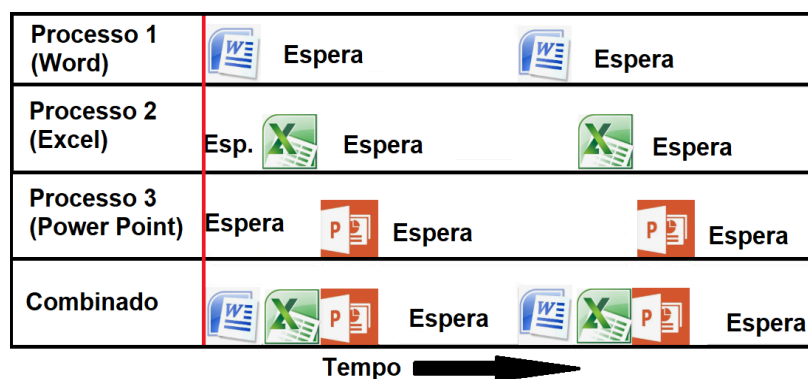 Processo 1
(Word)
W Espera W Espera
Processo 2
(Excel)
Esp. X Espera X Espera
Processo 3
(Power Point)
Espera P Espera P Espera
Combinado
W X P Espera W X P Espera
Tempo